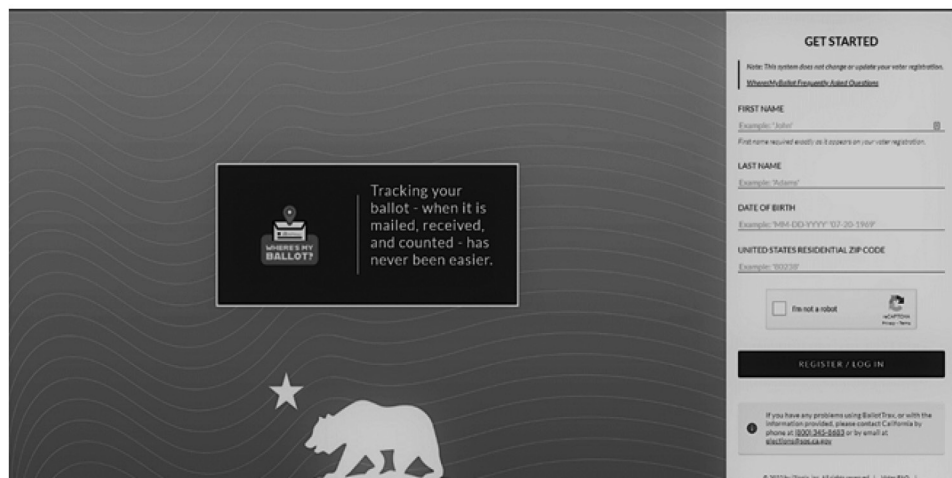 GET STARTED
Note: This system does not change or update your voter registration.
WheresMyBallot Frequently Asked Questions
FIRST NAME
Example: "John"
First name required exactly as it appears on your voter registration.
LAST NAME
Example: "Adams"
DATE OF BIRTH
Example: "MM-DD-YYYY" "07-20-1969"
UNITED STATES RESIDENTIAL ZIP CODE
Example: "80238"
I'm not a robot
reCAPTCHA
Privacy - Terms
REGISTER / LOG IN
If you have any problems using BallotTrax, or with the
information provided, please contact California by
phone at (800) 345-8683 or by email at
elections@sos.ca.gov
WHERE'S MY
BALLOT?
Tracking your
ballot - when it is
mailed, received,
and counted - has
never been easier.